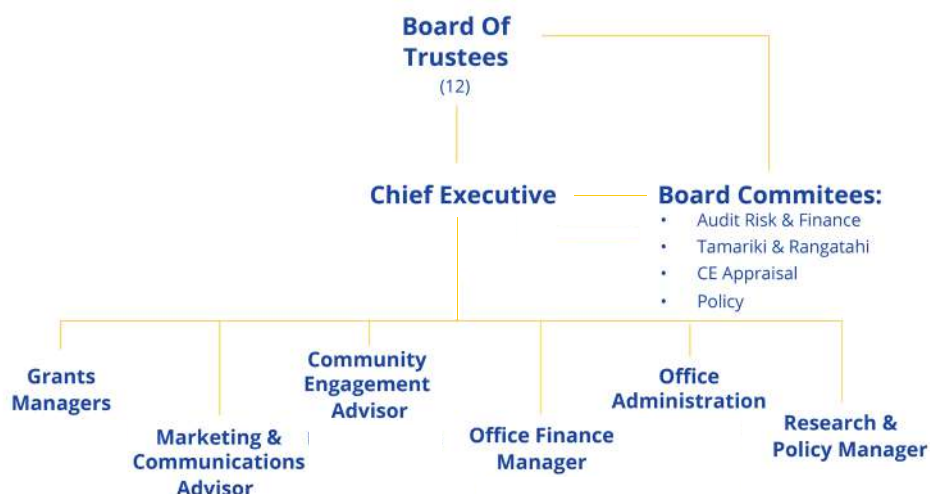 Board Of
Trustees
(12)
Chief Executive
Board Commitees:
• Audit Risk & Finance
• Tamariki & Rangatahi
• CE Appraisal
• Policy
Grants
Managers
Marketing &
Communications
Advisor
Community
Engagement
Advisor
Office Finance
Manager
Office
Administration
Research &
Policy Manager